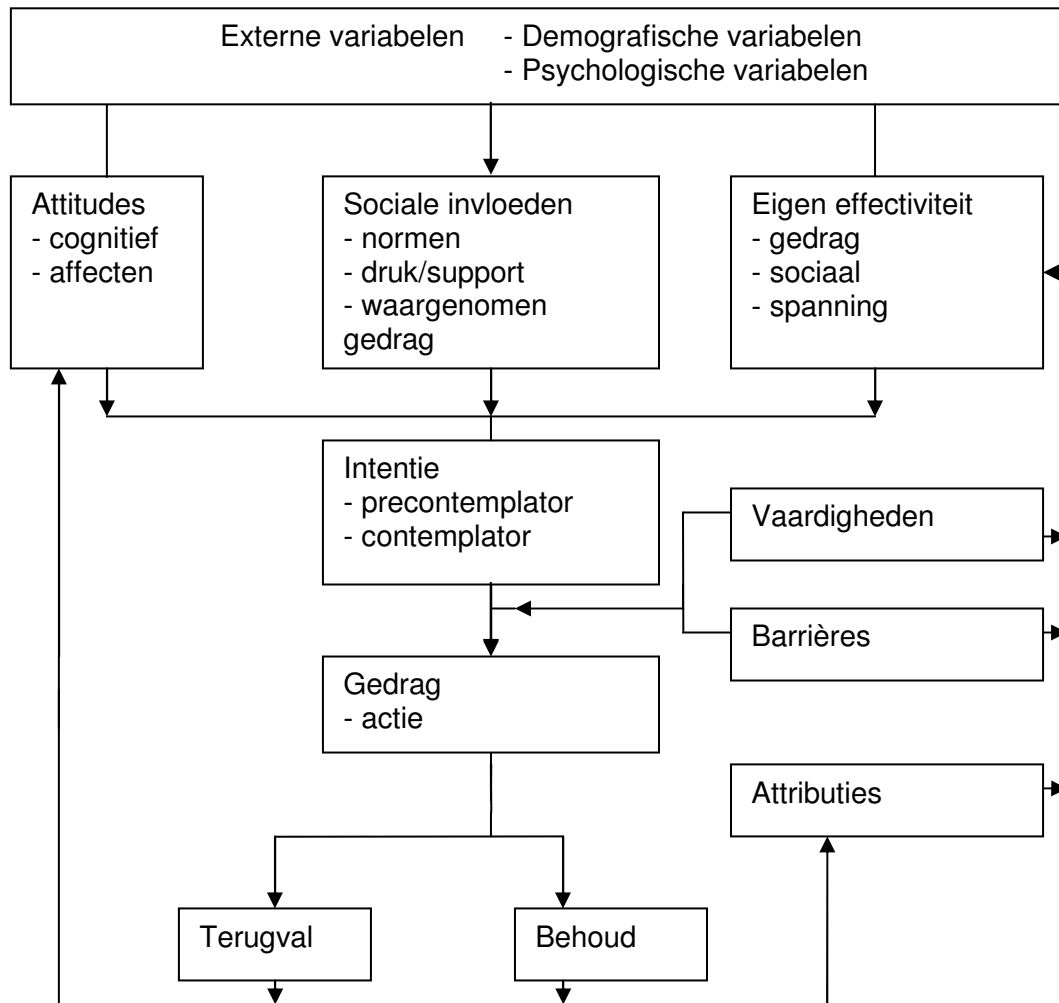 Externe variabelen - Demografische variabelen
- Psychologische variabelen
Attitudes
- cognitief
- affecten
Sociale invloeden
- normen
- druk/support
- waargenomen
gedrag
Eigen effectiviteit
- gedrag
- sociaal
- spanning
Intentie
- precontemplator
- contemplator
Vaardigheden
Barrières
Gedrag
- actie
Attributies
Terugval
Behoud